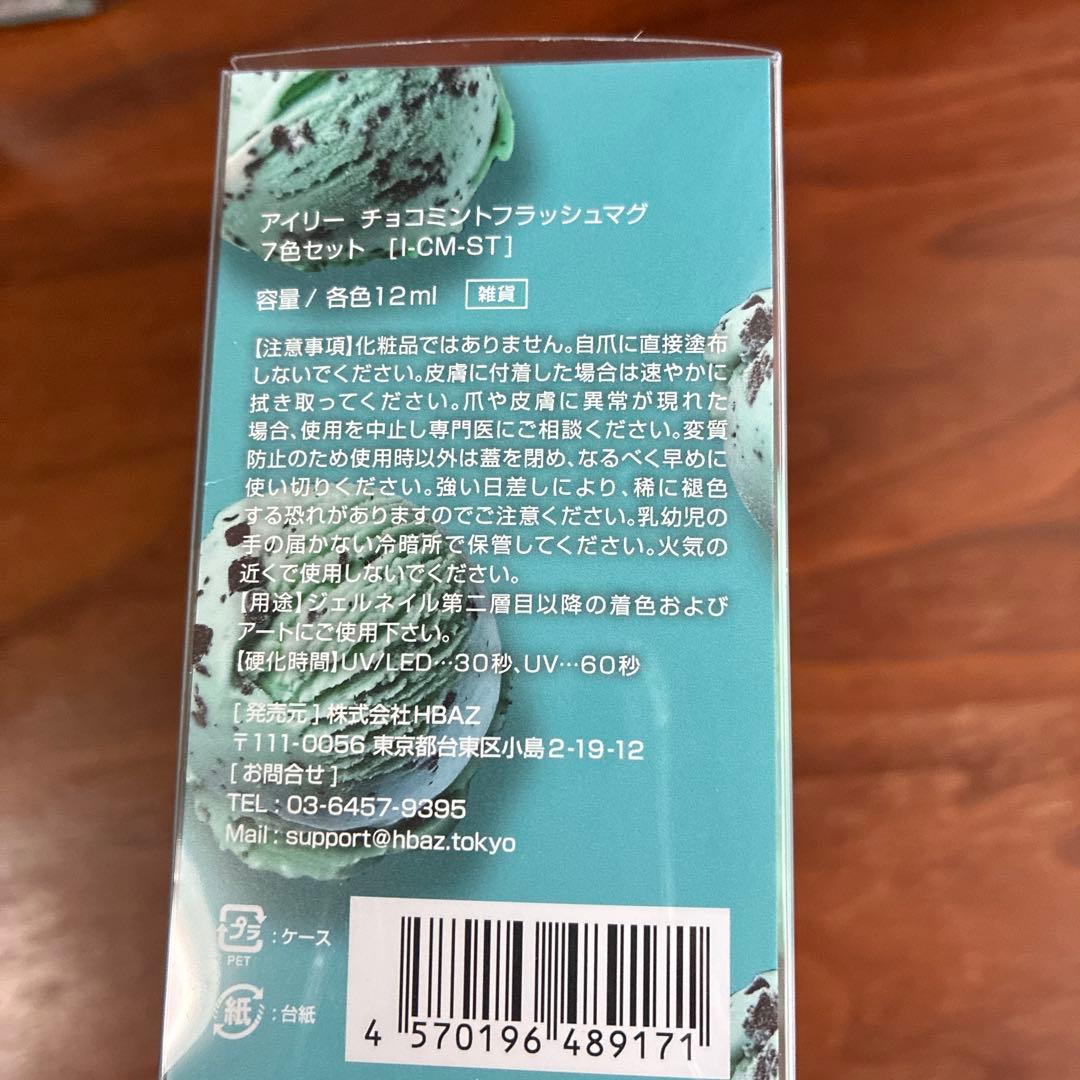 アイリー チョコミントフラッシュマグ
7色セット [I-CM-ST]
容量/各色12ml 雑貨
【注意事項】化粧品ではありません。自爪に直接塗布
しないでください。皮膚に付着した場合は速やかに
拭き取ってください。爪や皮膚に異常が現れた
場合、使用を中止し専門医にご相談ください。変質
防止のため使用時以外は蓋を閉め、なるべく早めに
使い切りください。強い日差しにより、稀に褪色
する恐れがありますのでご注意ください。乳幼児の
手の届かない冷暗所で保管してください。火気の
近くで使用しないでください。
【用途】ジェルネイル第二層目以降の着色および
アートにご使用下さい。
【硬化時間】UV/LED…30秒、UV…60秒
[発売元]株式会社HBAZ
〒111-0056 東京都台東区小島2-19-12
[お問合せ]
TEL : 03-6457-9395
Mail : support@hbaz.tokyo
プラ : ケース
PET
紙 : 台紙
4 570196 489171